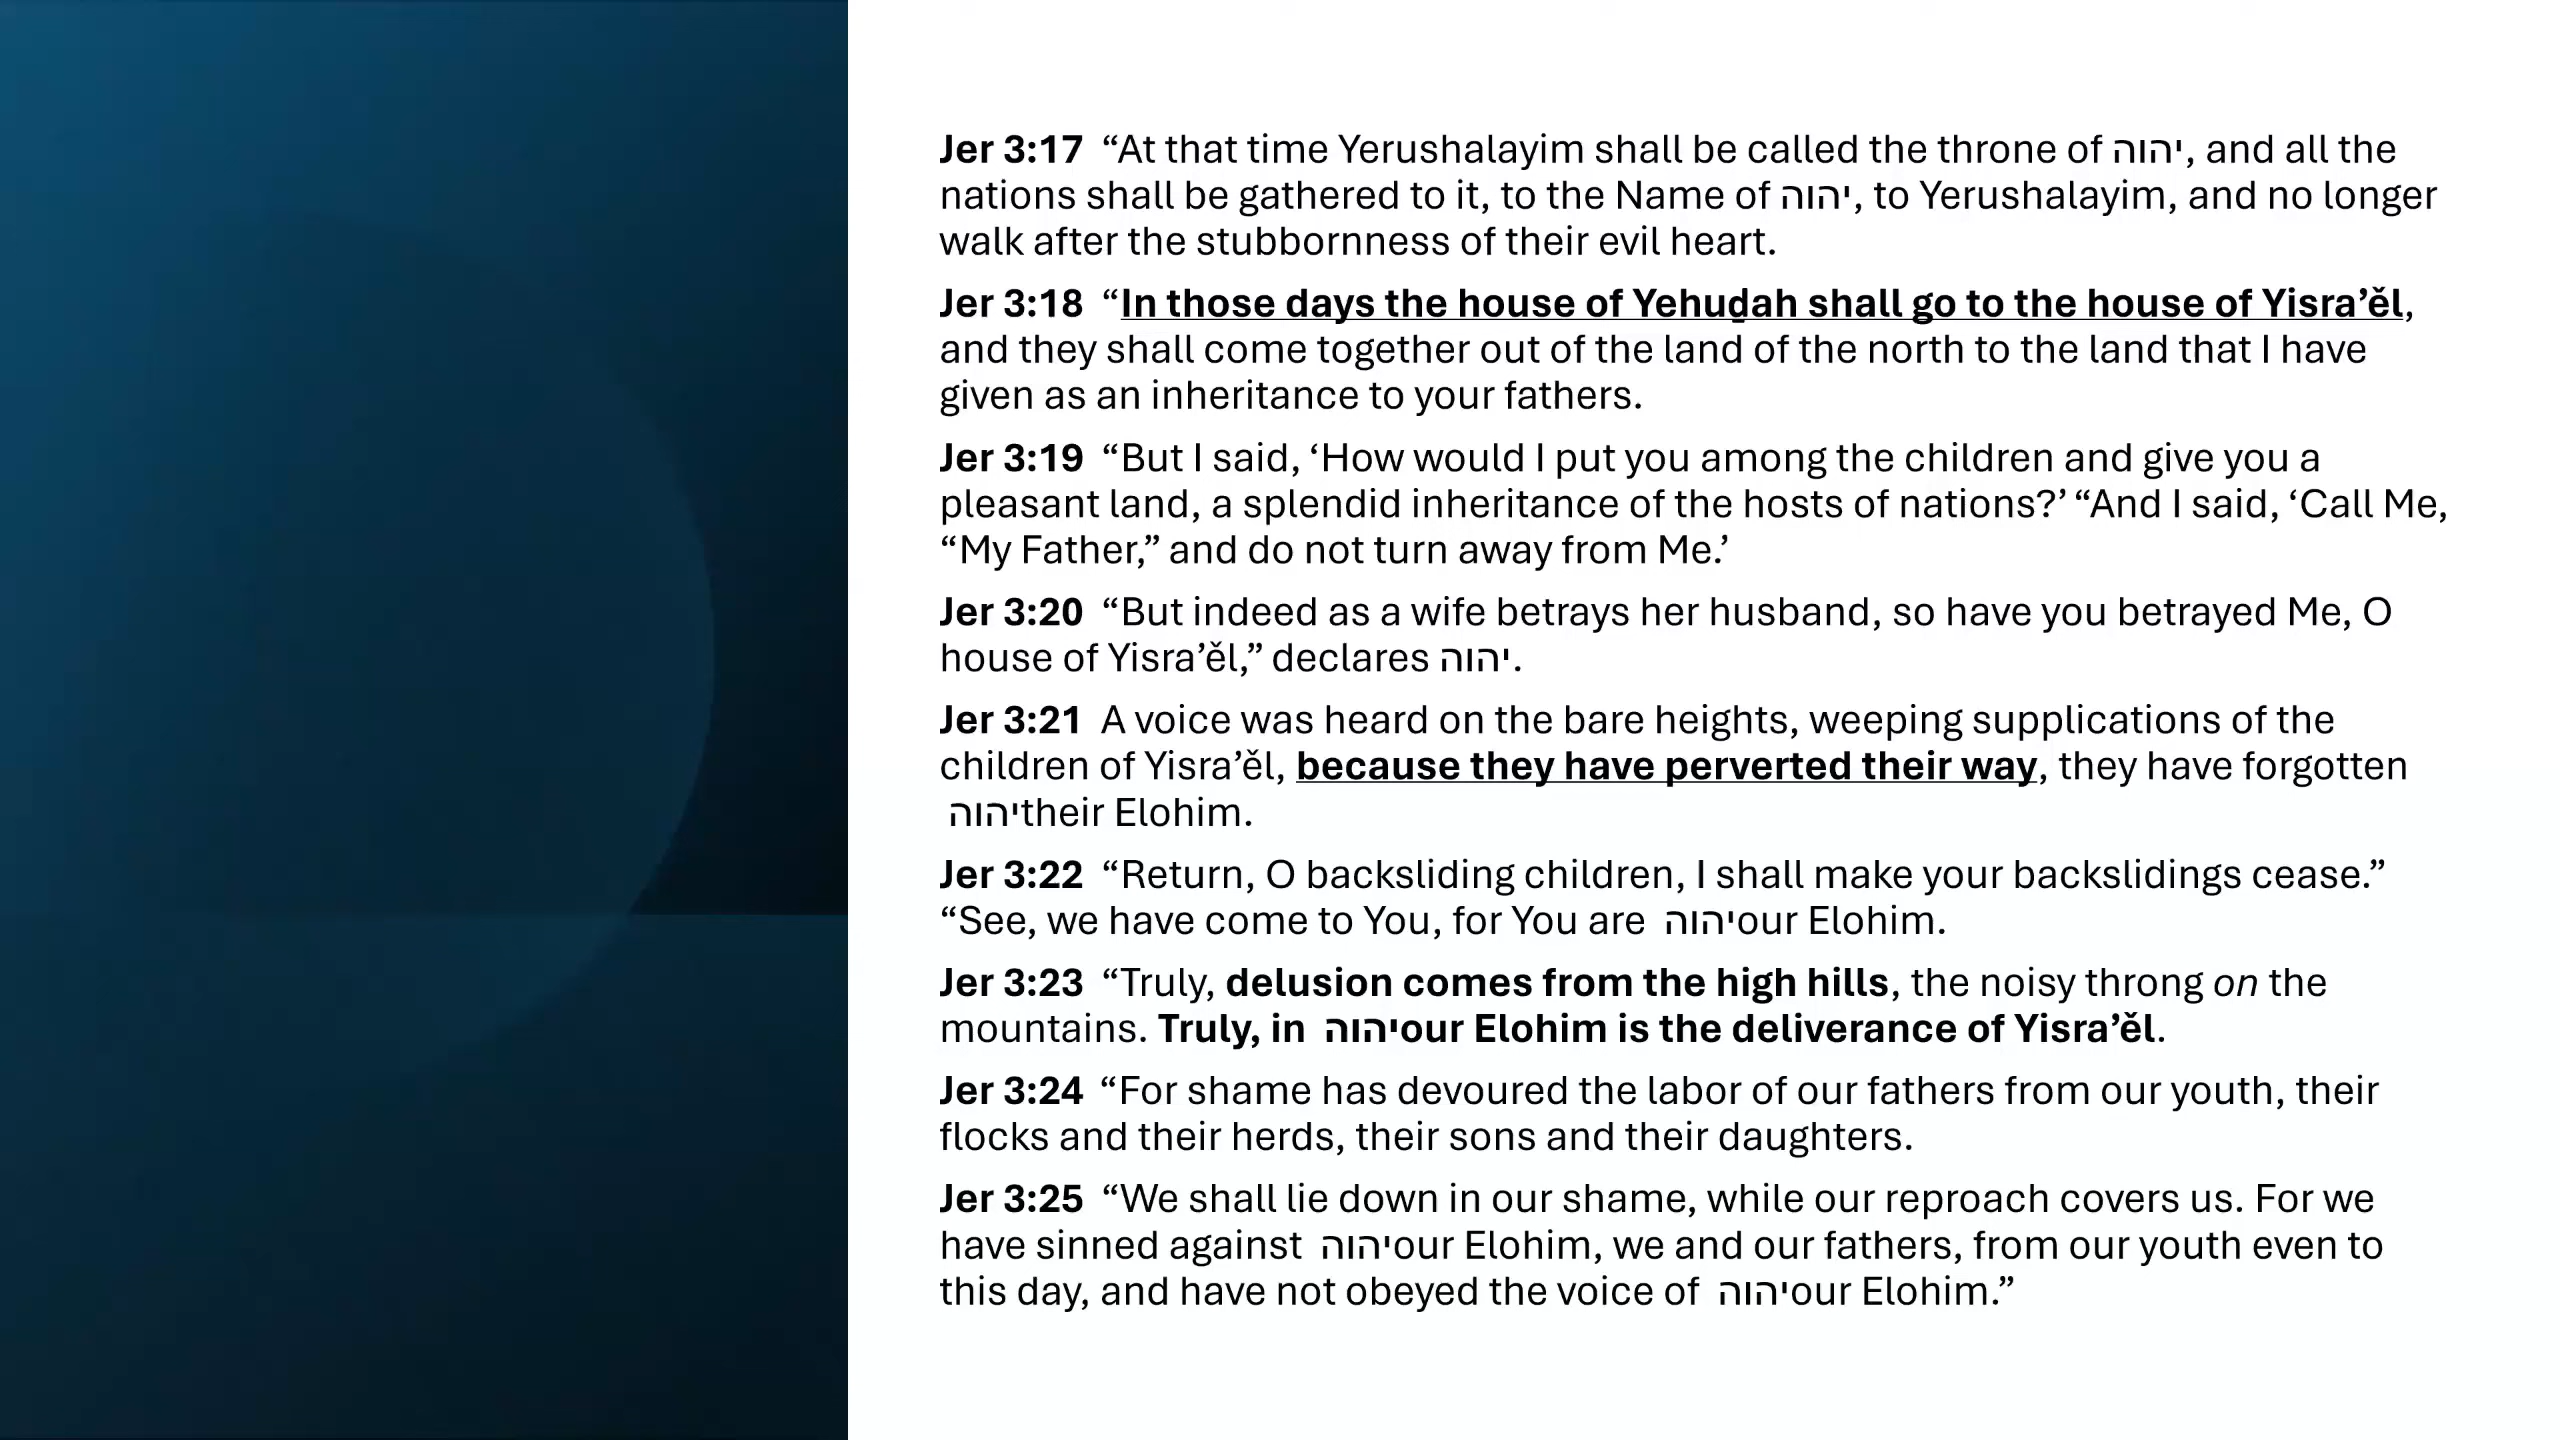 Jer 3:17  “At that time Yerushalayim shall be called the throne of יהוה, and all the
nations shall be gathered to it, to the Name of יהוה, to Yerushalayim, and no longer
walk after the stubbornness of their evil heart.
Jer 3:18  “In those days the house of Yehuḏah shall go to the house of Yisra’ěl,
and they shall come together out of the land of the north to the land that I have
given as an inheritance to your fathers.
Jer 3:19  “But I said, ‘How would I put you among the children and give you a
pleasant land, a splendid inheritance of the hosts of nations?’ “And I said, ‘Call Me,
“My Father,” and do not turn away from Me.’
Jer 3:20  “But indeed as a wife betrays her husband, so have you betrayed Me, O
house of Yisra’ěl,” declares יהוה.
Jer 3:21  A voice was heard on the bare heights, weeping supplications of the
children of Yisra’ěl, because they have perverted their way, they have forgotten
יהוהtheir Elohim.
Jer 3:22  “Return, O backsliding children, I shall make your backslidings cease.”
“See, we have come to You, for You are יהוהour Elohim.
Jer 3:23  “Truly, delusion comes from the high hills, the noisy throng on the
mountains. Truly, in יהוהour Elohim is the deliverance of Yisra’ěl.
Jer 3:24  “For shame has devoured the labor of our fathers from our youth, their
flocks and their herds, their sons and their daughters.
Jer 3:25  “We shall lie down in our shame, while our reproach covers us. For we
have sinned against יהוהour Elohim, we and our fathers, from our youth even to
this day, and have not obeyed the voice of יהוהour Elohim.”